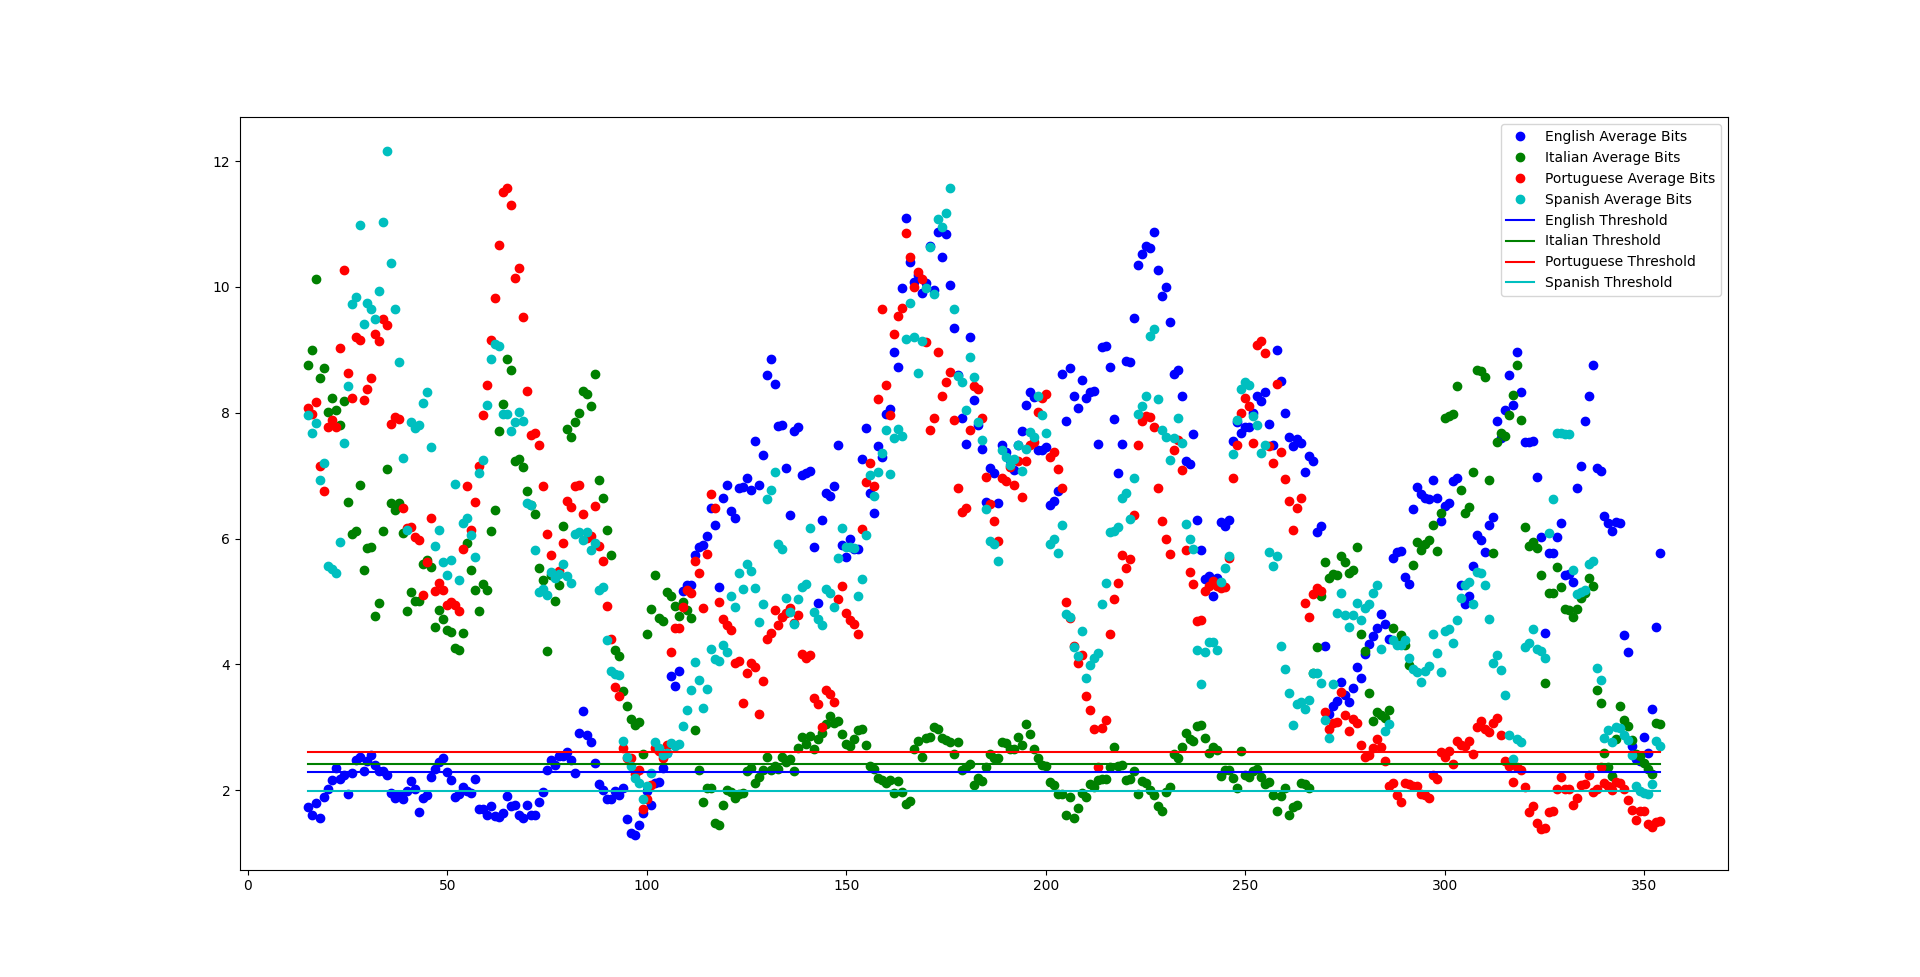 12
10
8
6
4
2
0
50
100
150
200
250
300
350
English Average Bits
Italian Average Bits
Portuguese Average Bits
Spanish Average Bits
English Threshold
Italian Threshold
Portuguese Threshold
Spanish Threshold